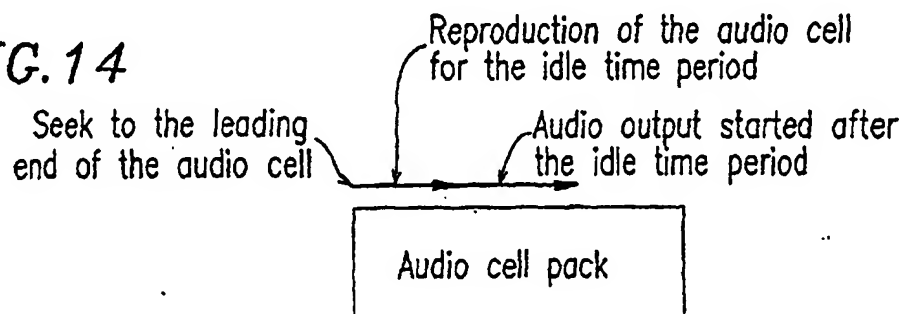 G.14
Reproduction of the audio cell
for the idle time period
Seek to the leading
end of the audio cell
Audio output started after
the idle time period
Audio cell pack